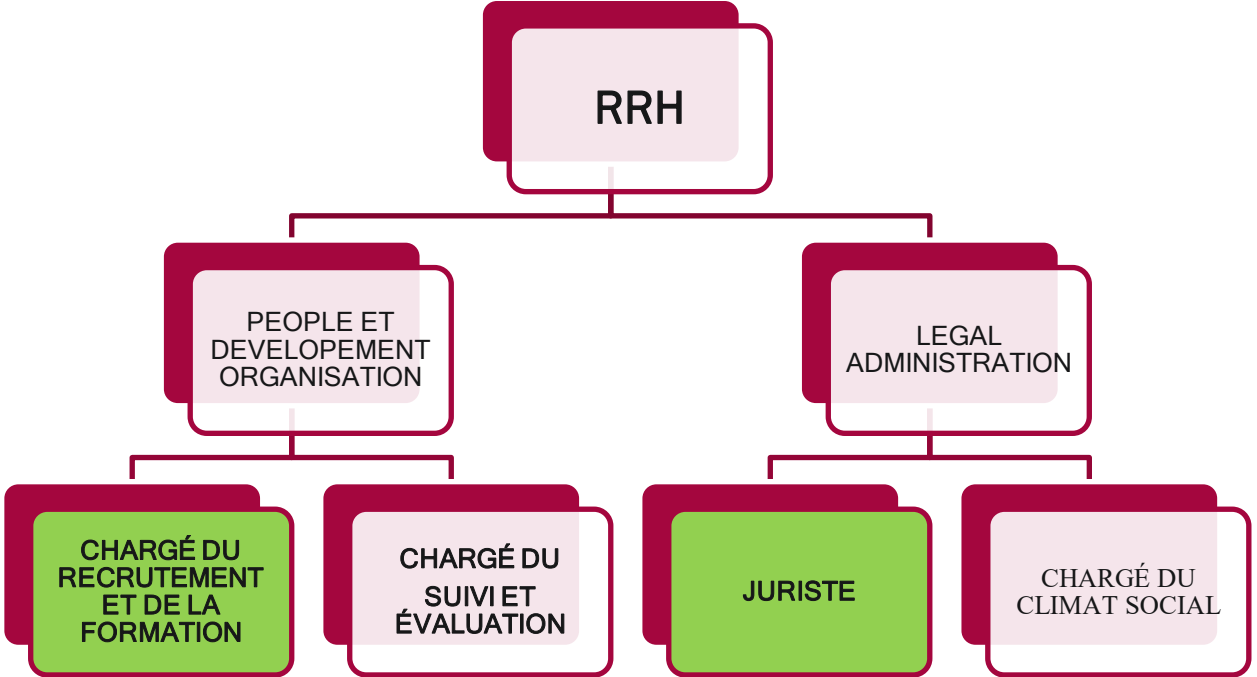 RRH
PEOPLE ET
DEVELOPEMENT
ORGANISATION
LEGAL
ADMINISTRATION
CHARGÉ DU
RECRUTEMENT
ET DE LA
FORMATION
CHARGÉ DU
SUIVI ET
ÉVALUATION
JURISTE
CHARGÉ DU
CLIMAT SOCIAL